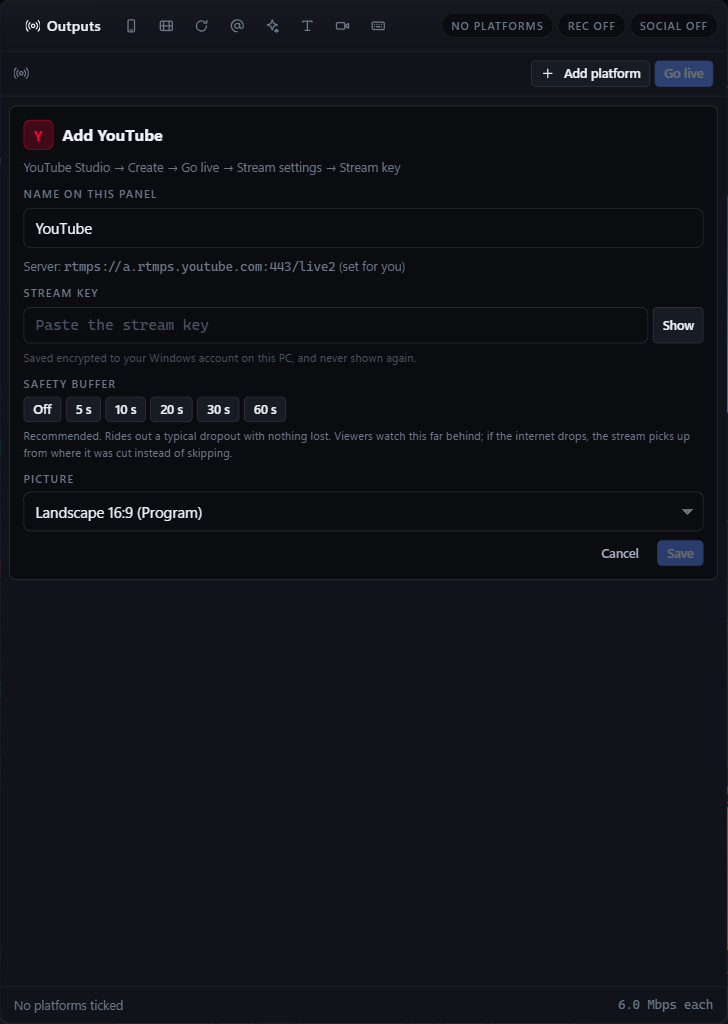 Outputs
NO PLATFORMS
REC OFF
SOCIAL OFF
+ Add platform
Go live
Y
Add YouTube
YouTube Studio → Create → Go live → Stream settings → Stream key
NAME ON THIS PANEL
YouTube
Server: rtmps://a.rtmps.youtube.com:443/live2 (set for you)
STREAM KEY
Paste the stream key
Show
Saved encrypted to your Windows account on this PC, and never shown again.
SAFETY BUFFER
Off 5 s 10 s 20 s 30 s 60 s
Recommended. Rides out a typical dropout with nothing lost. Viewers watch this far behind; if the internet drops, the stream picks up
from where it was cut instead of skipping.
PICTURE
Landscape 16:9 (Program)
Cancel
Save
No platforms ticked
6.0 Mbps each